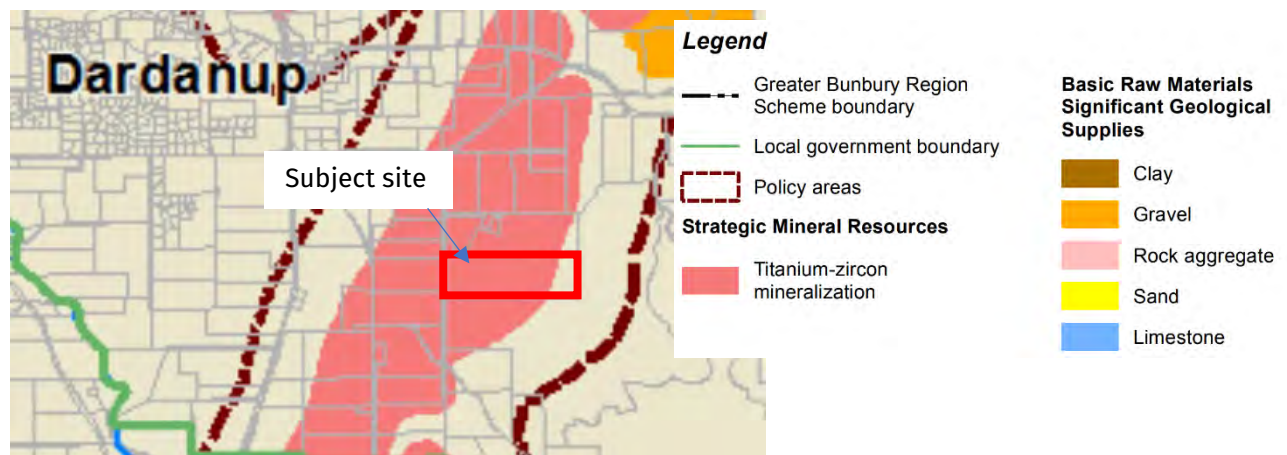 Dardanup
Subject site
Legend
Greater Bunbury Region
Scheme boundary
Local government boundary
Policy areas
Strategic Mineral Resources
Titanium-zircon
mineralization
Basic Raw Materials
Significant Geological
Supplies
Clay
Gravel
Rock aggregate
Sand
Limestone